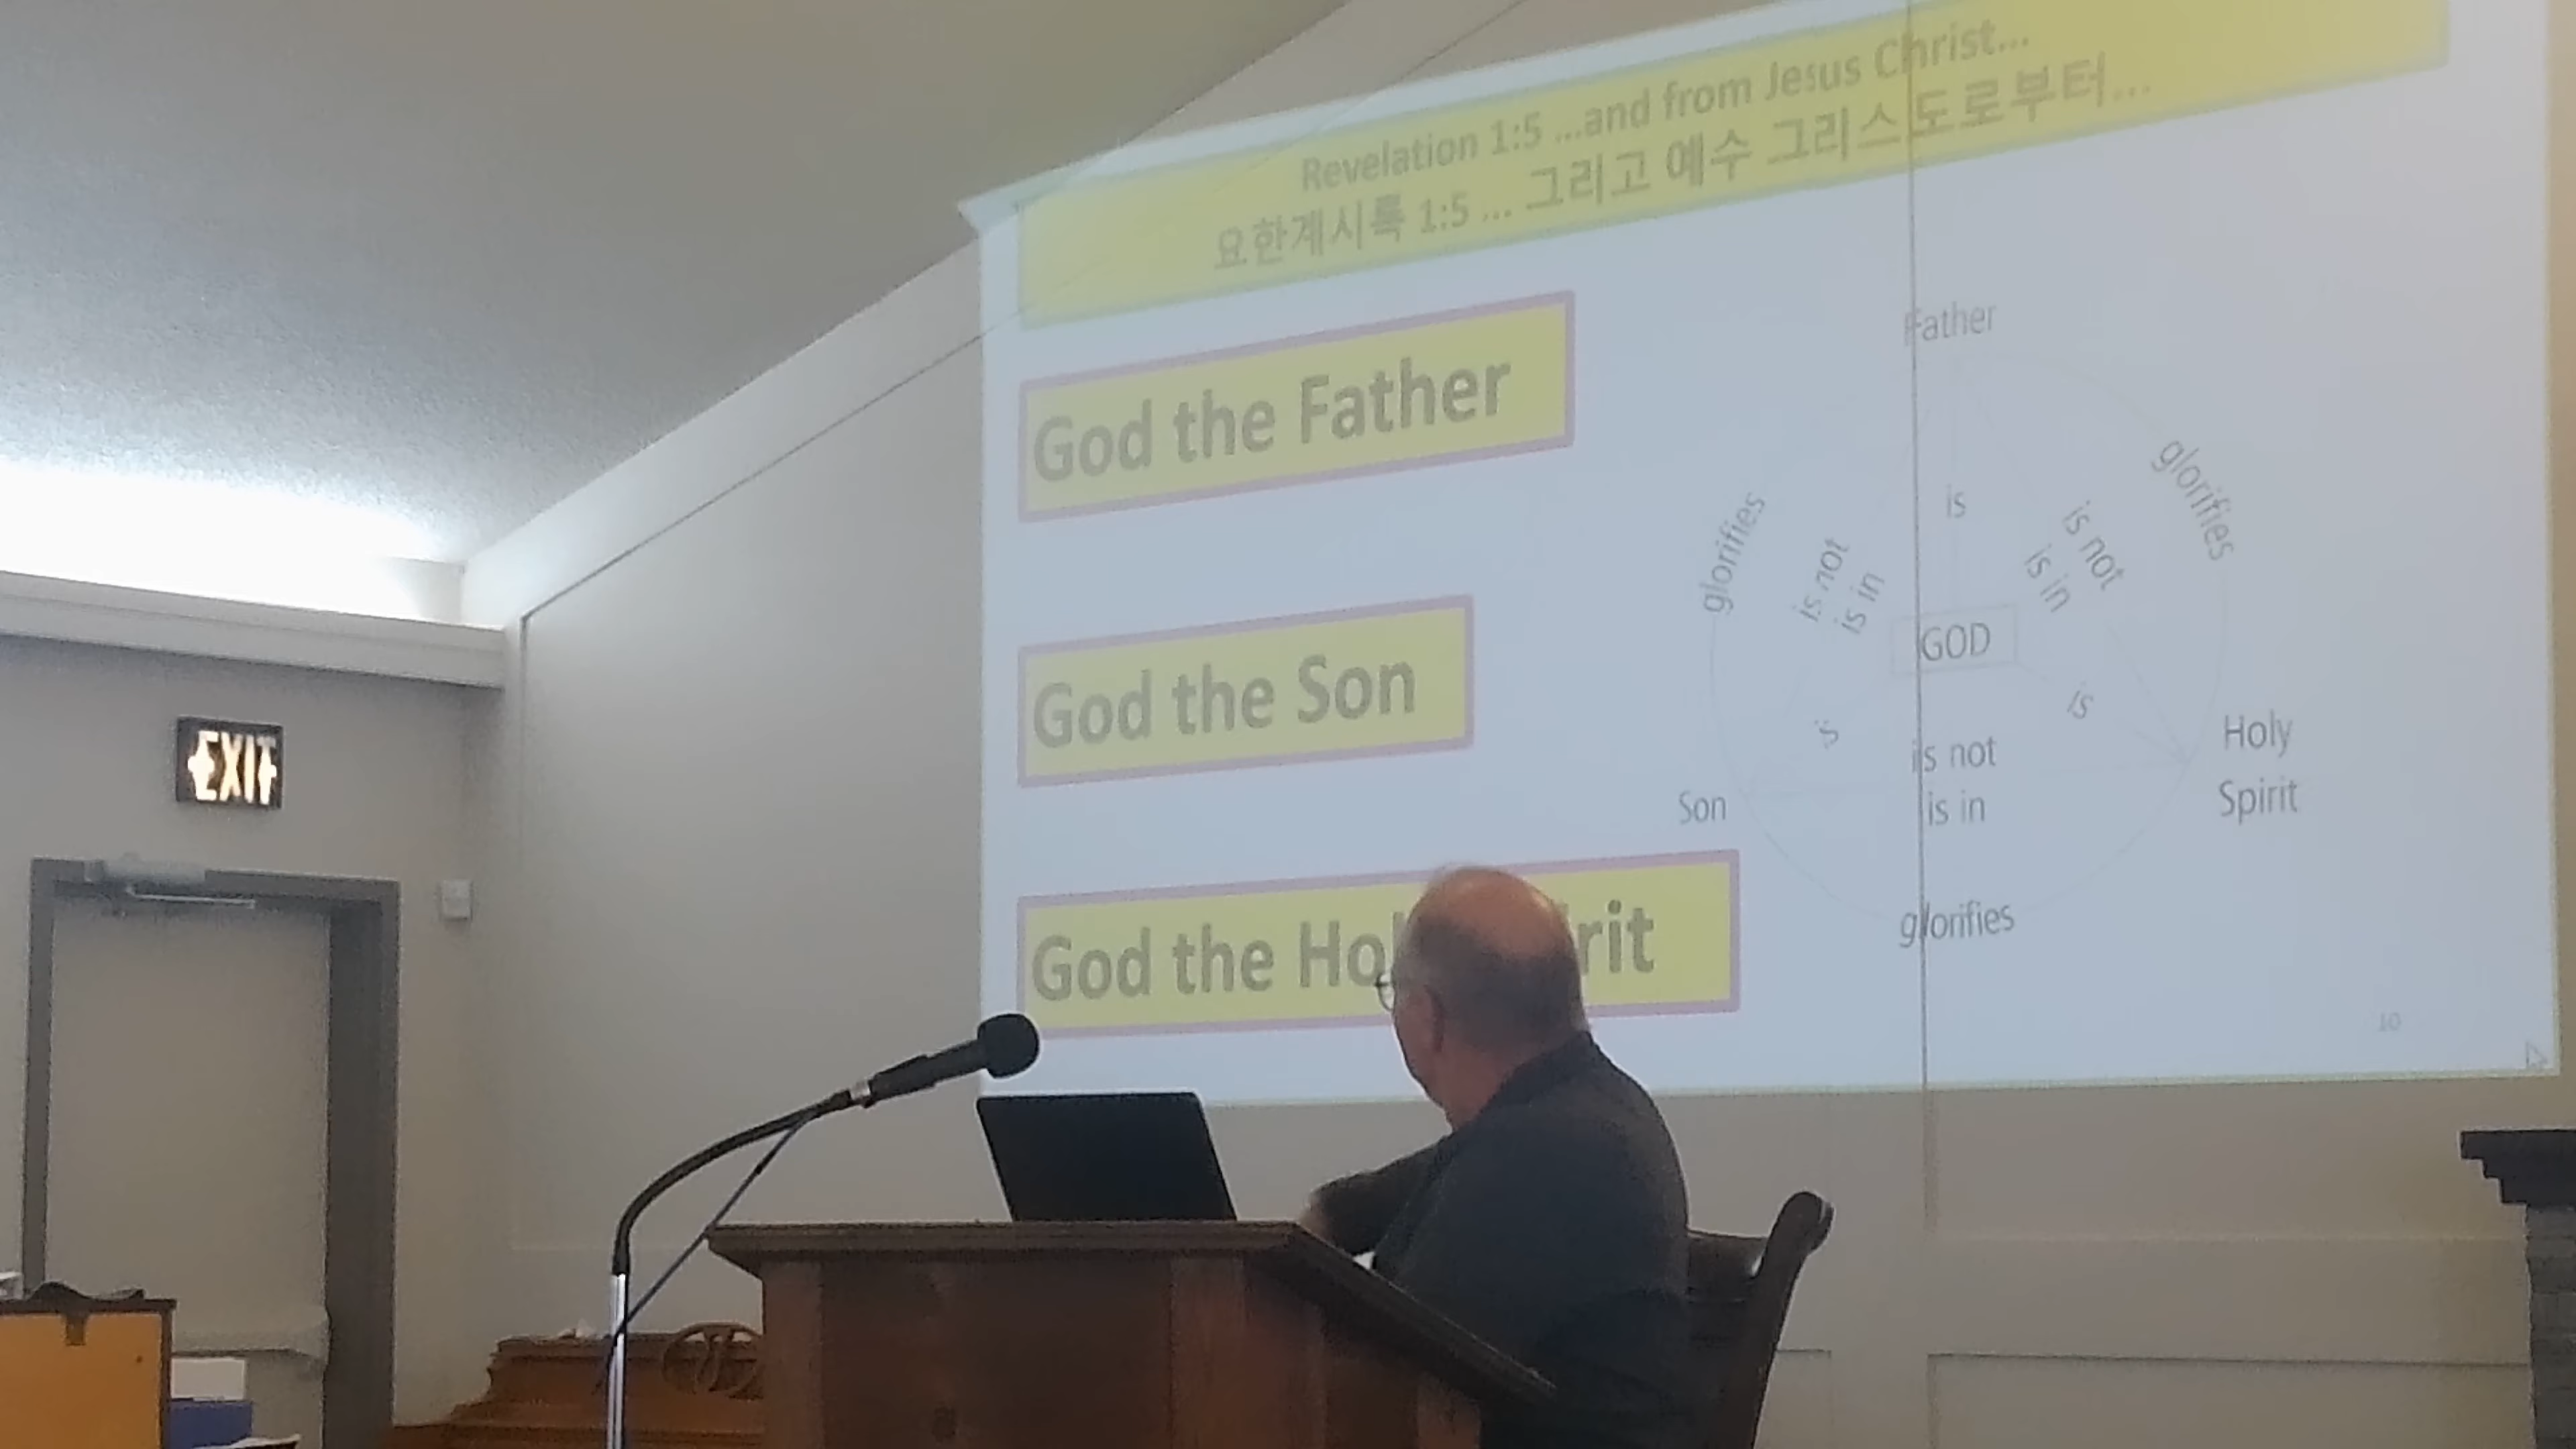 Revelation 1:5 ...and from Jesus Christ...
요한계시록 1:5 ... 그리고 예수 그리스도로부터...
God the Father
God the Son
God the Ho rit
Father
glorifies
glorifies
is
is not
is in
is not
is in
GOD
is
is
is not
is in
Son
Holy
Spirit
glorifies
10
EXIT